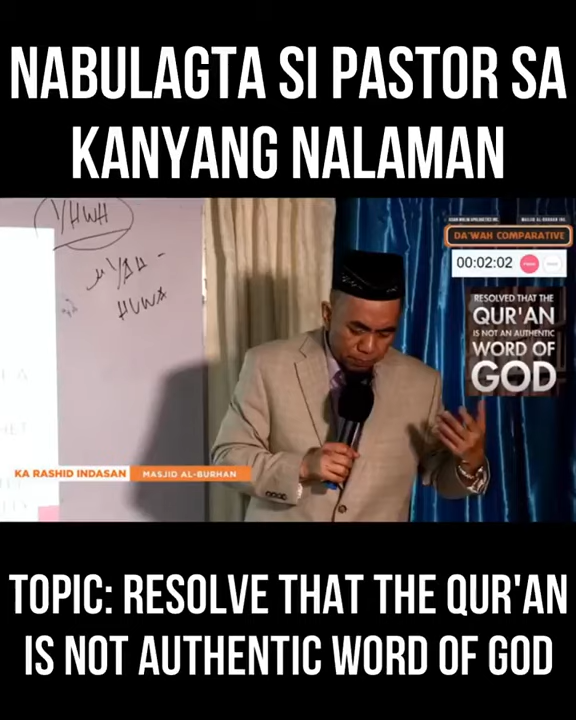 NABULAGTA SI PASTOR SA
KANYANG NALAMAN
YHWH
YAH -
HUWA
DA'WAH COMPARATIVE
00:02:02
RESOLVED THAT THE
QUR'AN
IS NOT AN AUTHENTIC
WORD OF
GOD
KA RASHID INDASAN
MASJID AL-BURHAN
TOPIC: RESOLVE THAT THE QUR'AN
IS NOT AUTHENTIC WORD OF GOD